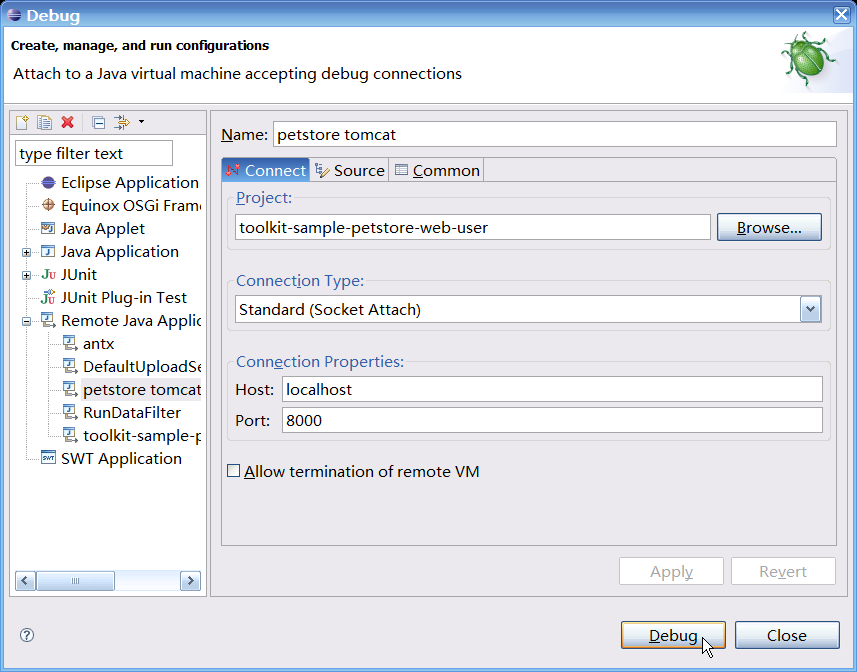 Debug
Create, manage, and run configurations
Attach to a Java virtual machine accepting debug connections
type filter text
Eclipse Application
Equinox OSGi Frame
Java Applet
Java Application
JUnit
JUnit Plug-in Test
Remote Java Applic
antx
DefaultUploadSe
petstore tomcat
RunDataFilter
toolkit-sample-p
SWT Application
Name: petstore tomcat
Connect Source Common
Project:
toolkit-sample-petstore-web-user Browse...
Connection Type:
Standard (Socket Attach)
Connection Properties:
Host: localhost
Port: 8000
Allow termination of remote VM
Apply Revert
Debug Close